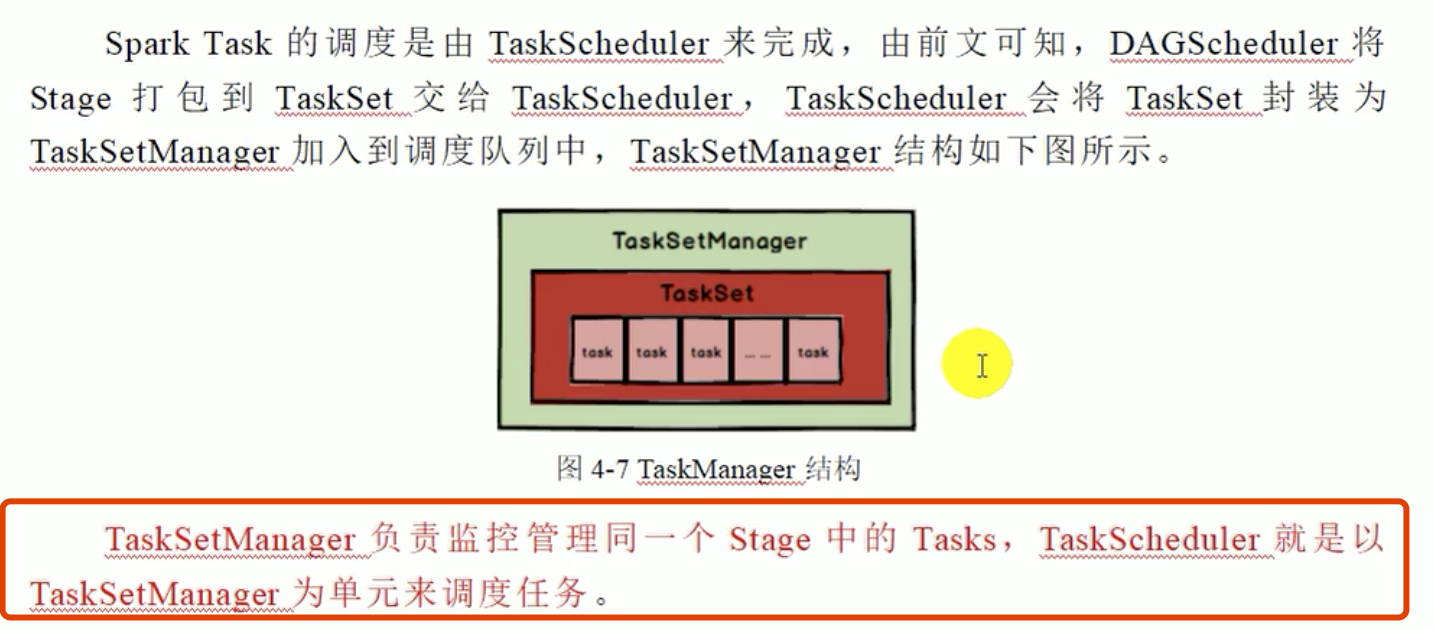 Spark Task 的调度是由 TaskScheduler 来完成，由前文可知，DAGScheduler 将
Stage 打包到 TaskSet 交给 TaskScheduler，TaskScheduler 会将 TaskSet 封装为
TaskSetManager 加入到调度队列中，TaskSetManager 结构如下图所示。
TaskSetManager
TaskSet
task task task ... ... task
图 4-7 TaskManager 结构
TaskSetManager 负责监控管理同一个 Stage 中的 Tasks，TaskScheduler 就是以
TaskSetManager 为单元来调度任务。